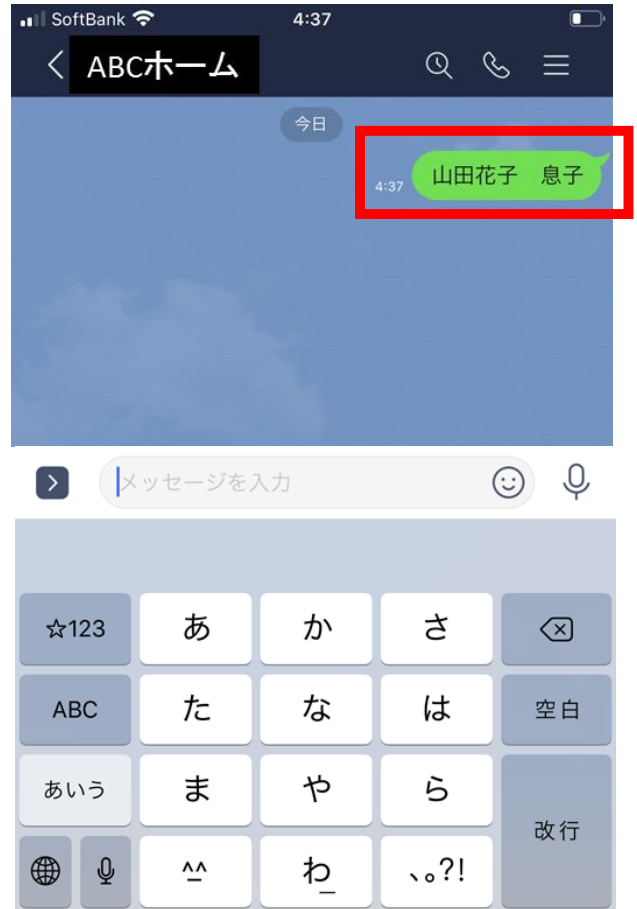 SoftBank 4:37
ABCホーム
今日
4:37 山田花子　息子
メッセージを入力
☆123 あ か さ
ABC た な は 空白
あいう ま や ら 改行
^^ わ 、。?!